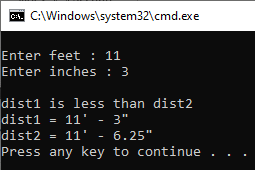 C:\Windows\system32\cmd.exe
Enter feet : 11
Enter inches : 3
dist1 is less than dist2
dist1 = 11' - 3"
dist2 = 11' - 6.25"
Press any key to continue . . .